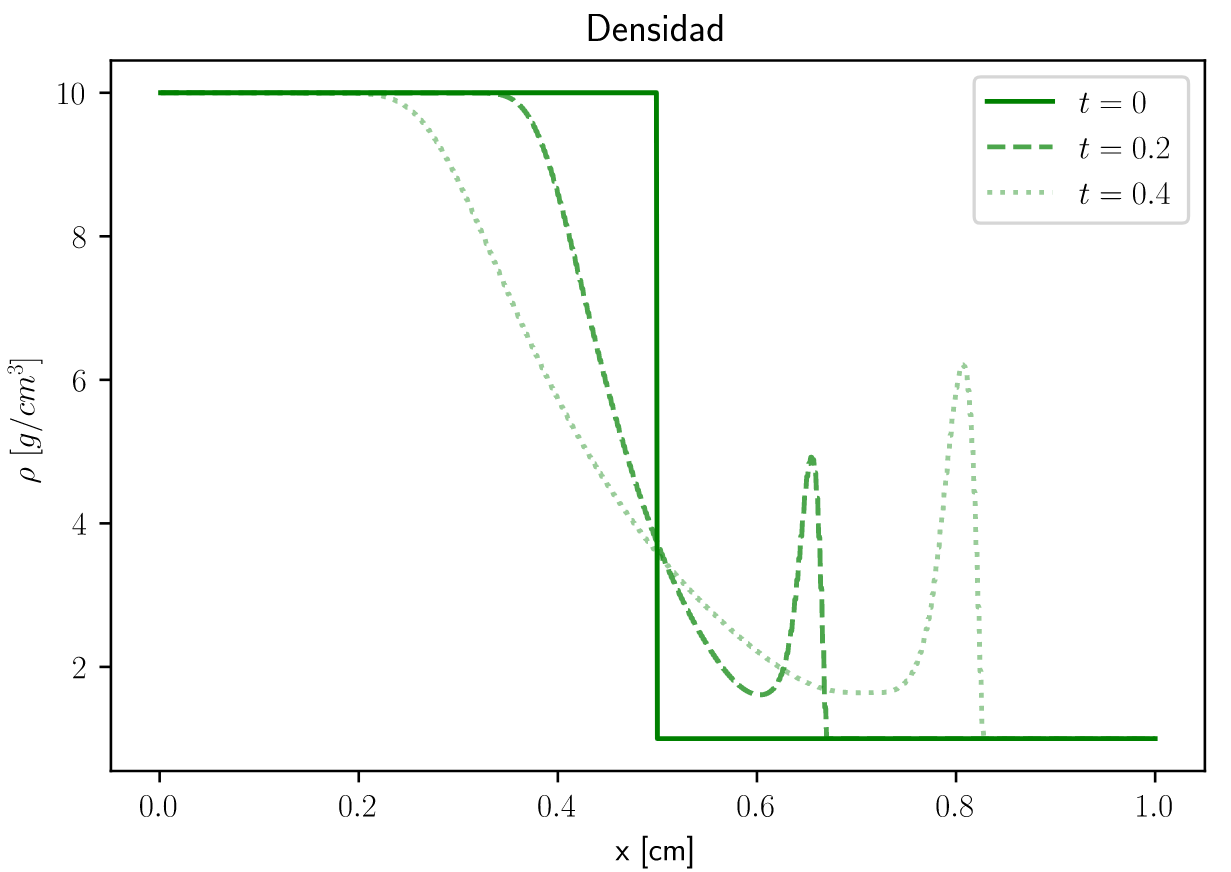 Densidad
t = 0
t = 0.2
t = 0.4
10
8
6
4
2
ρ [g/cm³]
0.0 0.2 0.4 0.6 0.8 1.0
x [cm]